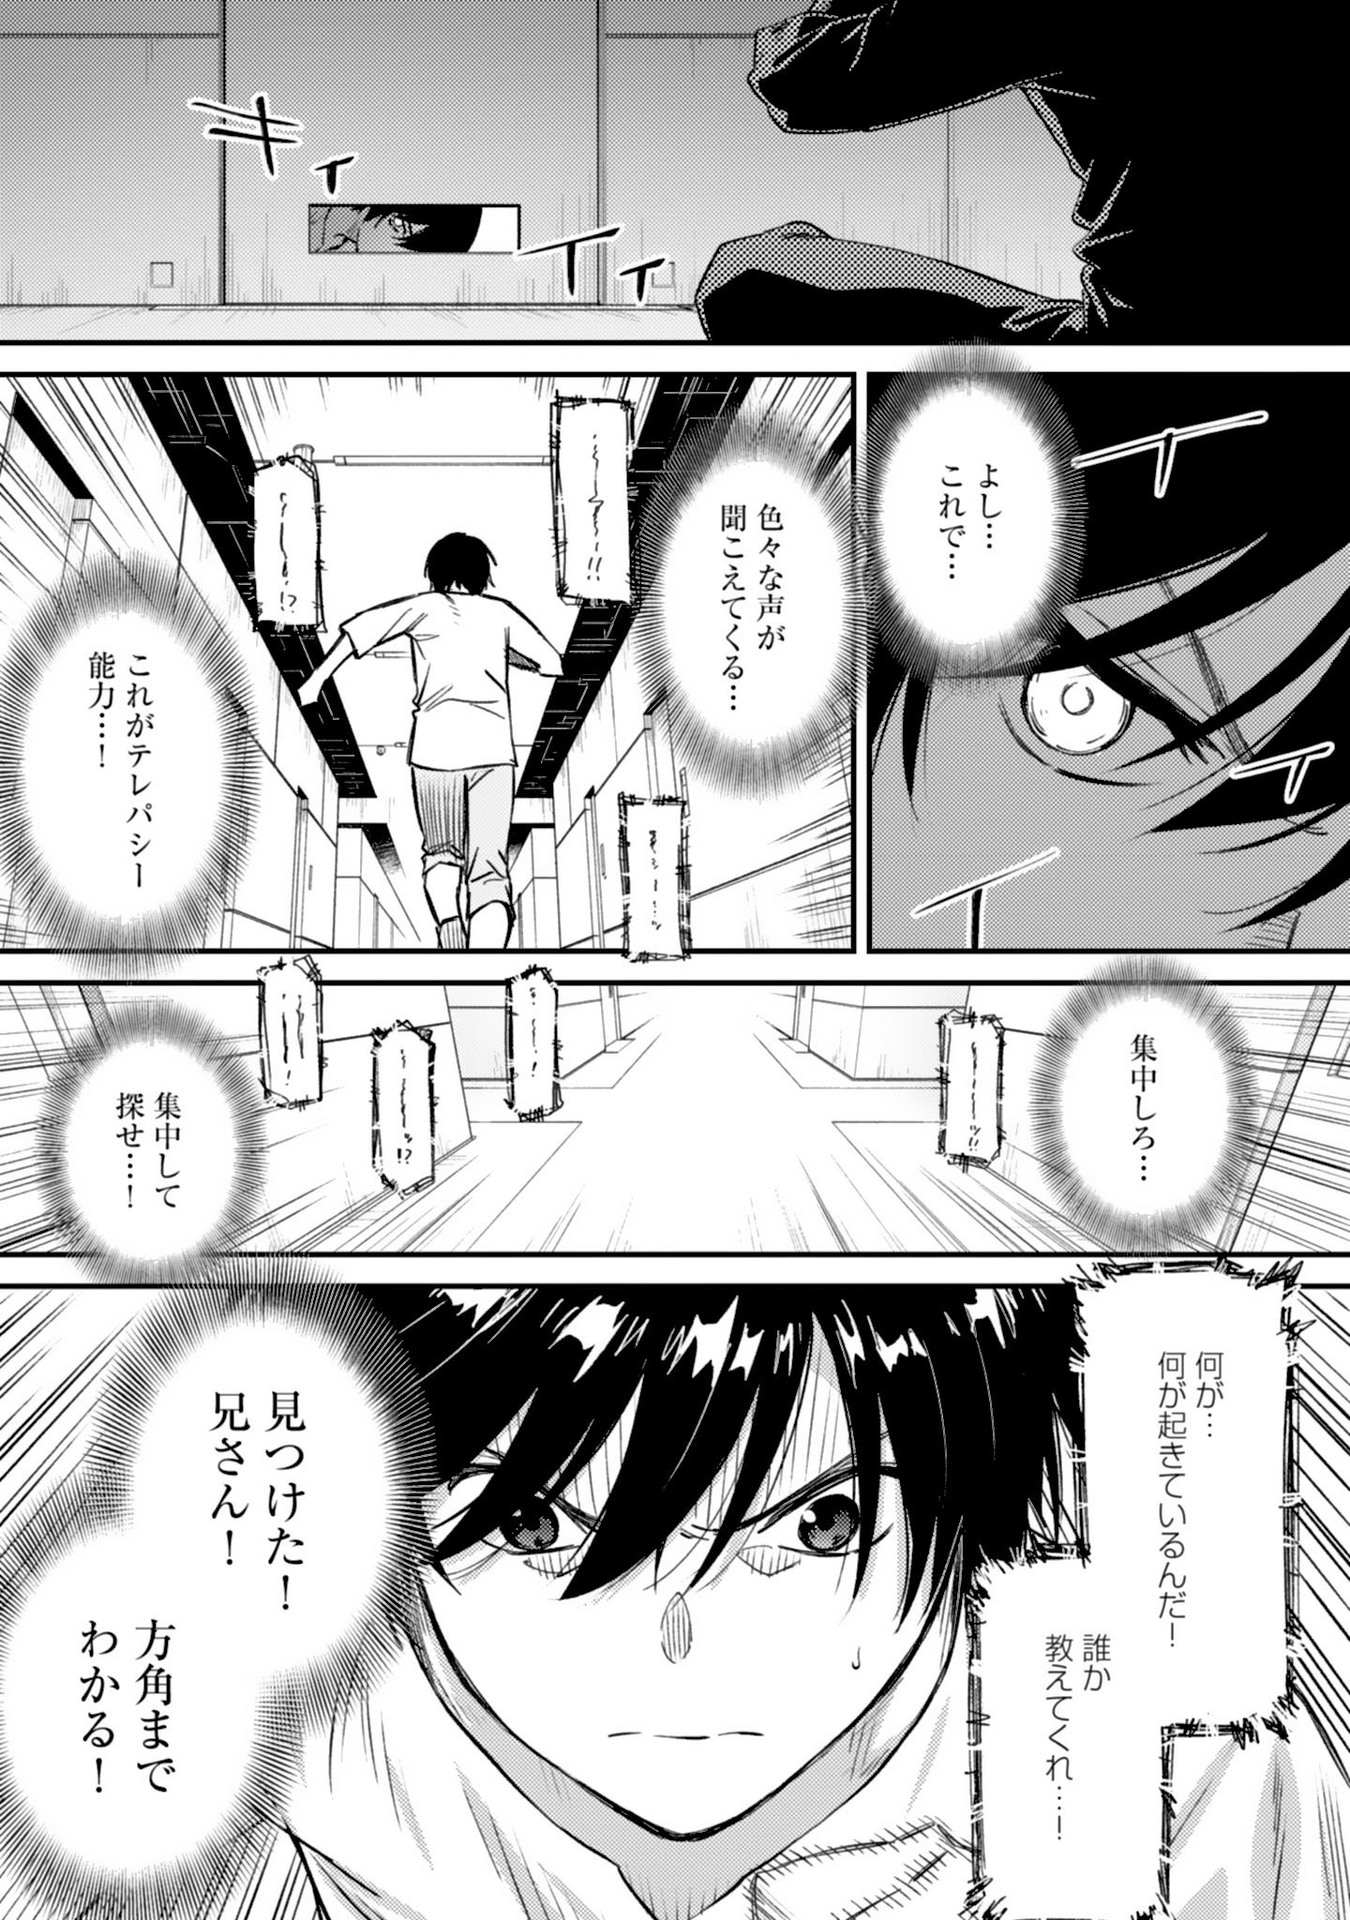 キィ
ィィ
よし…
これで…
ィィィ
色々な声が
聞こえてくる…
これがテレパシー
能力…！
集中しろ…
集中して
探せ…！
何が…
何が起きているんだ！
誰か
教えてくれ…！
見つけた！
兄さん！
方角まで
わかる！